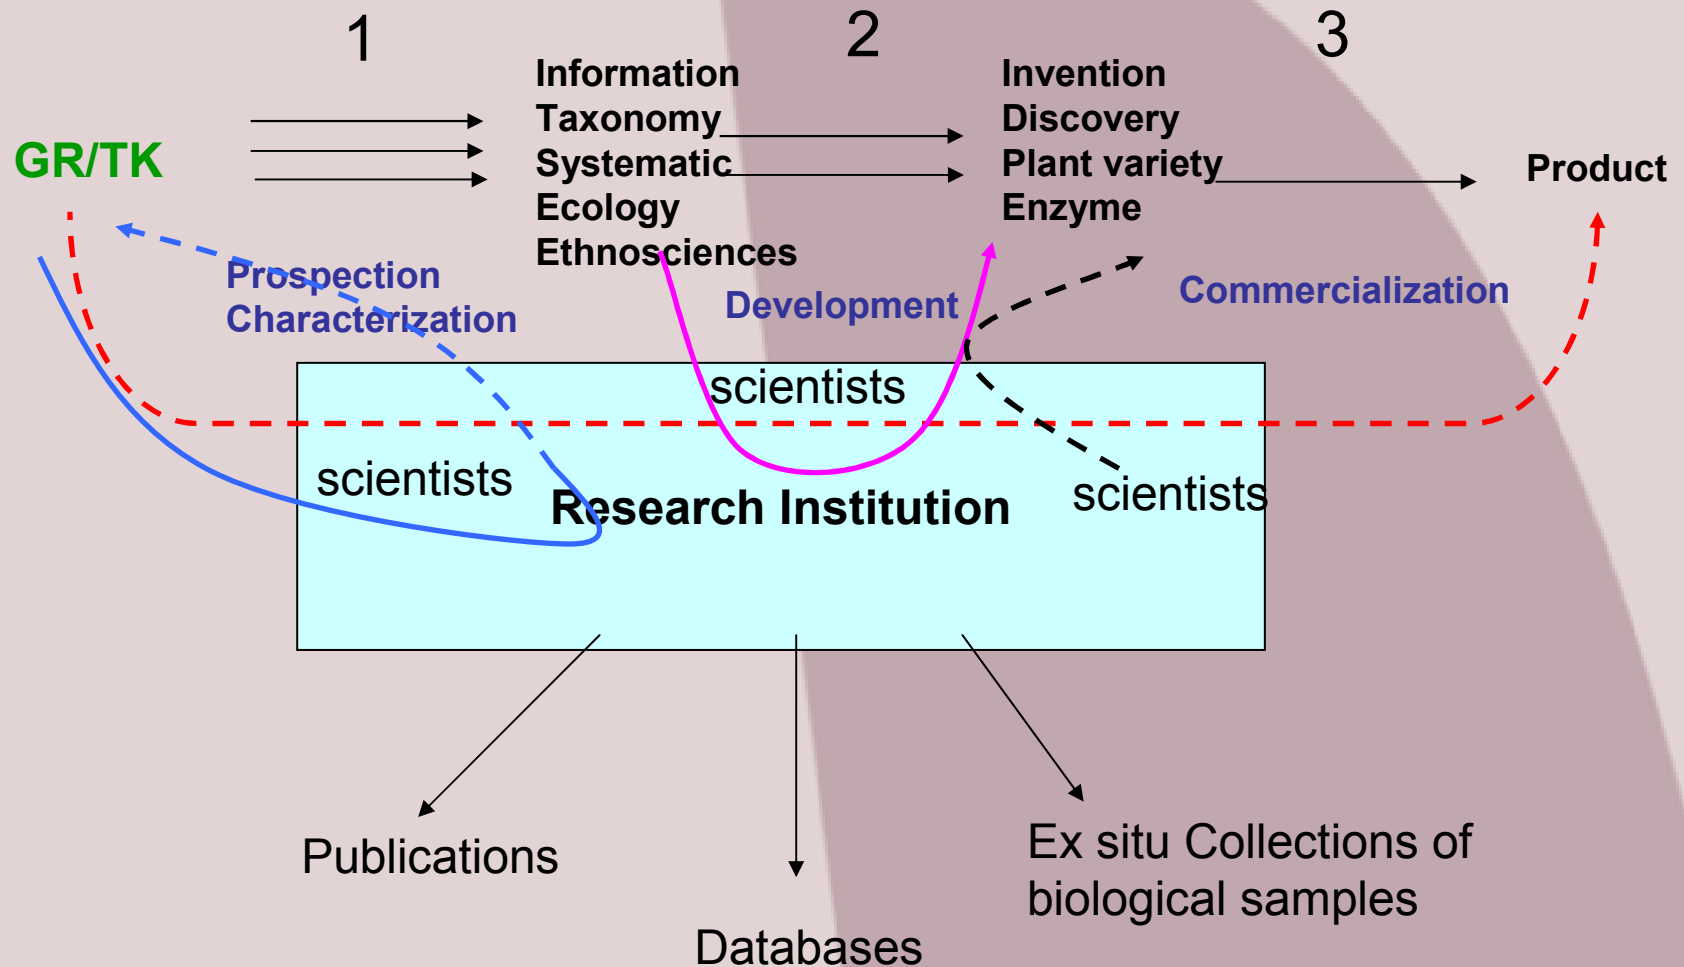 1
2
3
Information
Taxonomy
Systematic
Ecology
Ethnosciences
Invention
Discovery
Plant variety
Enzyme
GR/TK
Product
Prospection
Characterization
Development
Commercialization
scientists
scientists
scientists
Research Institution
Publications
Databases
Ex situ Collections of
biological samples